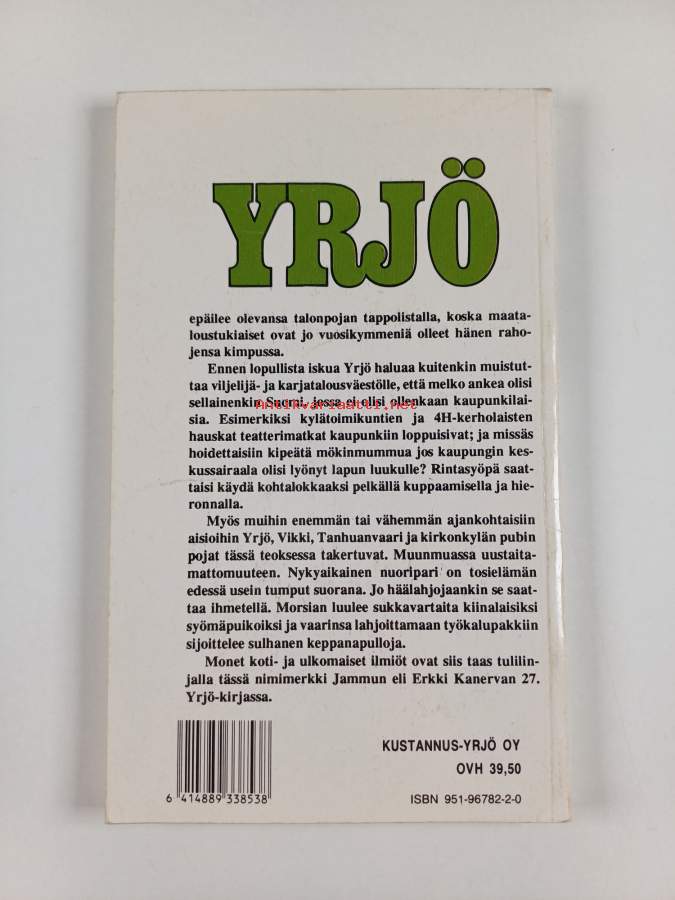 YRJÖ
epäilee olevansa talonpojan tappolistalla, koska maata-
loustukiaiset ovat jo vuosikymmeniä olleet hänen raho-
jensa kimpussa.
Ennen lopullista iskua Yrjö haluaa kuitenkin muistut-
taa viljelijä- ja karjatalousväestölle, että melko ankea olisi
sellainenkin Suomi, jossa ei olisi ollenkaan kaupunkilai-
Antikvariaatti.net
sia. Esimerkiksi kylätoimikuntien ja 4H-kerholaisten
hauskat teatterimatkat kaupunkiin loppuisivat; ja missäs
hoidettaisiin kipeätä mökinmummua jos kaupungin kes-
kussairaala olisi lyönyt lapun luukulle? Rintasyöpä saat-
taisi käydä kohtalokkaaksi pelkällä kuppaamisella ja hie-
ronnalla.
Myös muihin enemmän tai vähemmän ajankohtaisiin
aisioihin Yrjö, Vikki, Tanhuanvaari ja kirkonkylän pubin
pojat tässä teoksessa takertuvat. Muunmuassa uustaita-
mattomuuteen. Nykyaikainen nuoripari on tosielämän
edessä usein tumput suorana. Jo häälahjojaankin se saat-
taa ihmetellä. Morsian luulee sukkavartaita kiinalaisiksi
syömäpuikoiksi ja vaarinsa lahjoittamaan työkalupakkiin
sijoittelee sulhanen keppanapulloja.
Monet koti- ja ulkomaiset ilmiöt ovat siis taas tulilin-
jalla tässä nimimerkki Jammun eli Erkki Kanervan 27.
Yrjö-kirjassa.
KUSTANNUS-YRJÖ OY
OVH 39,50
6 414889 338538
ISBN 951-96782-2-0